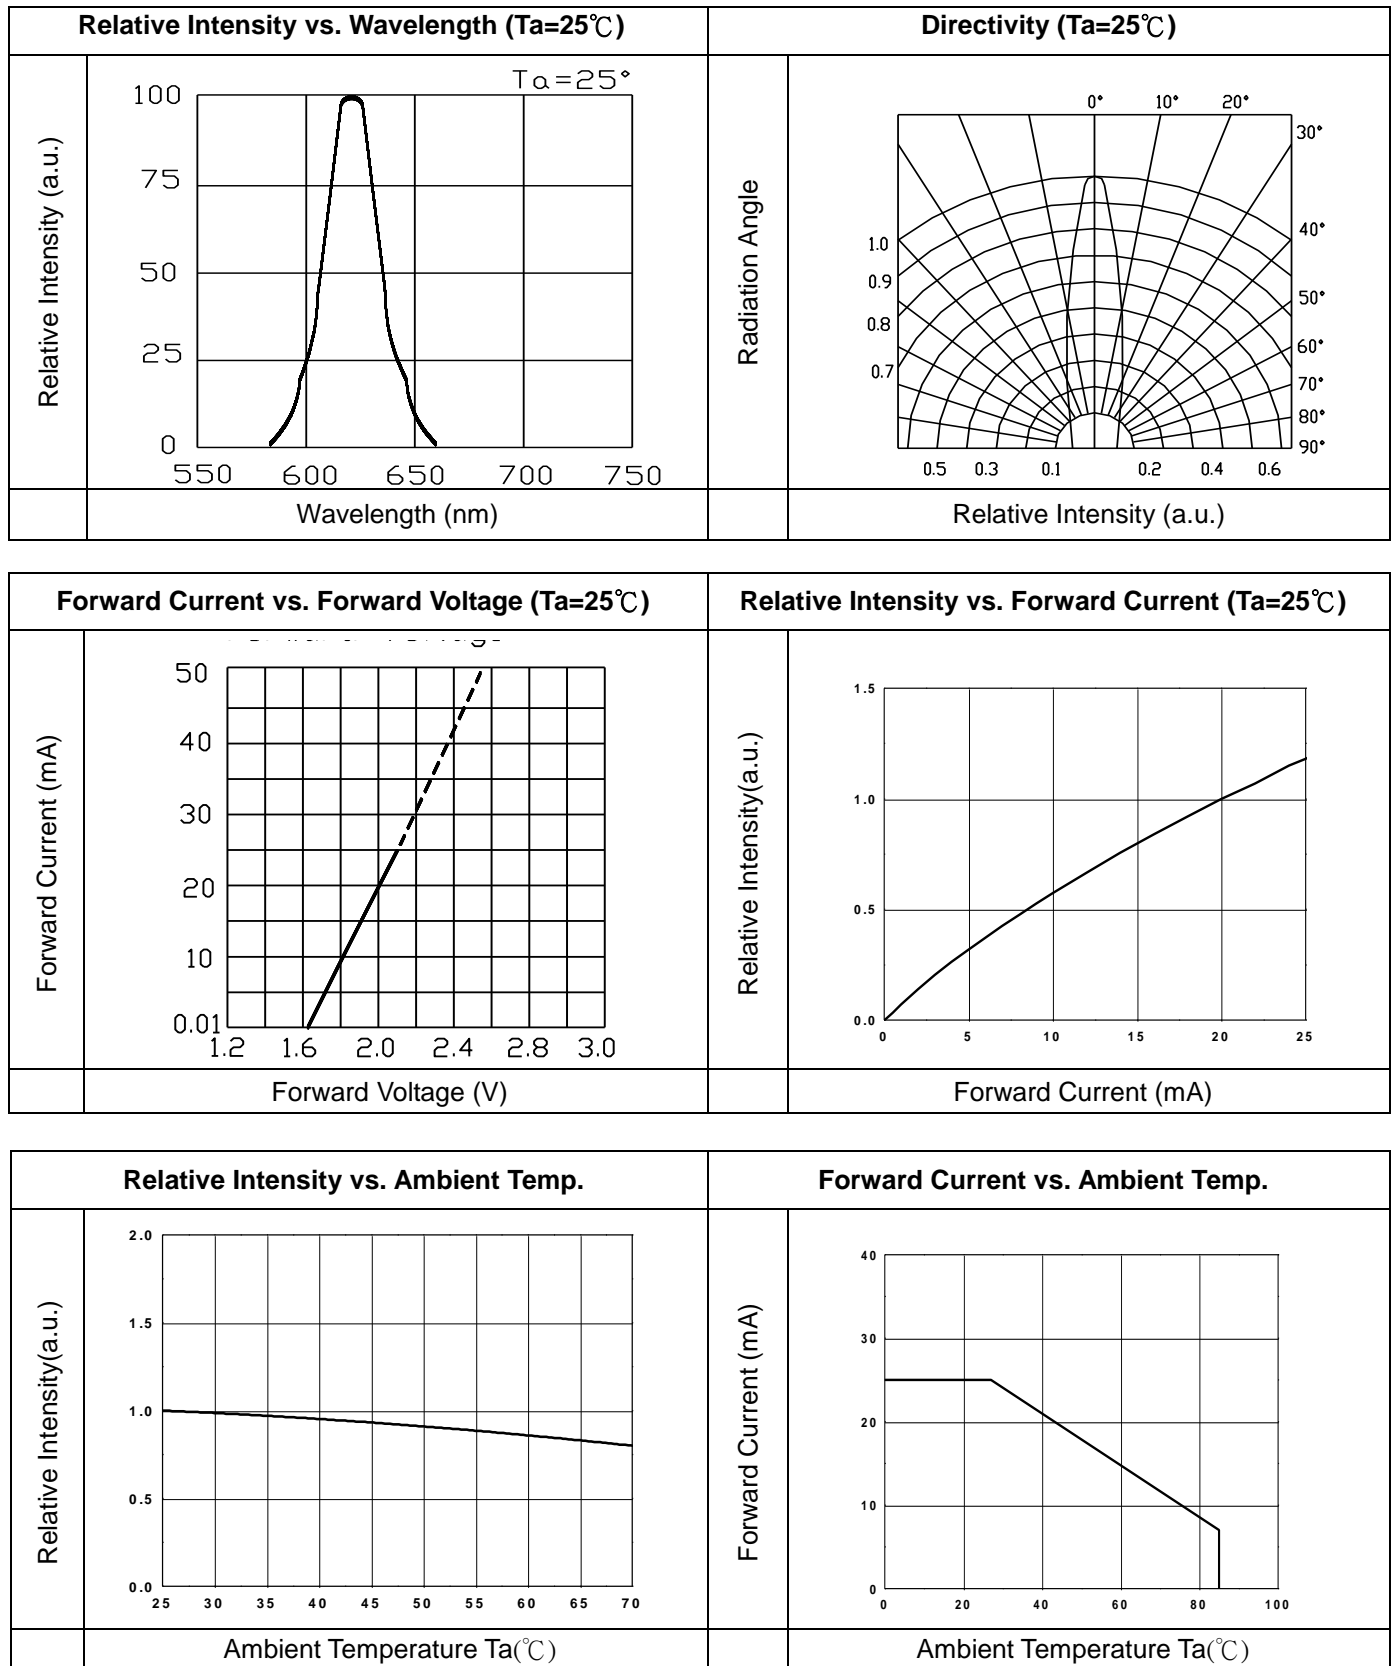 Relative Intensity vs. Wavelength (Ta=25℃)
Directivity (Ta=25℃)
Relative Intensity (a.u.)
Ta=25°
100
75
50
25
0
550 600 650 700 750
Wavelength (nm)
Radiation Angle
0° 10° 20°
30°
40°
50°
60°
70°
80°
90°
1.0
0.9
0.8
0.7
0.5 0.3 0.1 0.2 0.4 0.6
Relative Intensity (a.u.)
Forward Current vs. Forward Voltage (Ta=25℃)
Relative Intensity vs. Forward Current (Ta=25℃)
Forward Current (mA)
50
40
30
20
10
0.01
1.2 1.6 2.0 2.4 2.8 3.0
Forward Voltage (V)
Relative Intensity(a.u.)
1.5
1.0
0.5
0.0
0 5 10 15 20 25
Forward Current (mA)
Relative Intensity vs. Ambient Temp.
Forward Current vs. Ambient Temp.
Relative Intensity(a.u.)
2.0
1.5
1.0
0.5
0.0
25 30 35 40 45 50 55 60 65 70
Ambient Temperature Ta(℃)
Forward Current (mA)
40
30
20
10
0
0 20 40 60 80 100
Ambient Temperature Ta(℃)